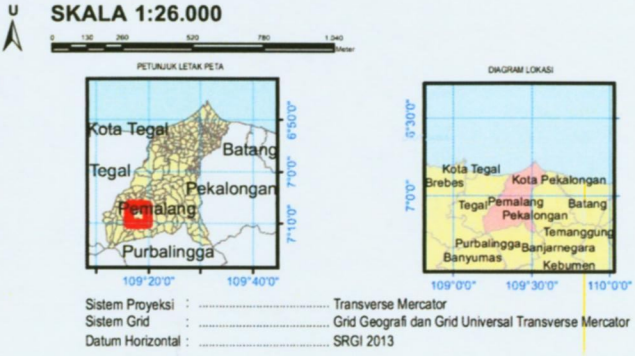 U
SKALA 1:26.000
0 130 260 520 780 1.040
Meter
PETUNJUK LETAK PETA
Kota Tegal
Batang
Tegal
Pekalongan
Pemalang
Purbalingga
6°50'0"
7°0'0"
7°10'0"
109°20'0" 109°40'0"
DIAGRAM LOKASI
6°30'0"
7°0'0"
Kota Tegal
Brebes
Kota Pekalongan
Tegal Pemalang Batang
Pekalongan
Temanggung
Purbalingga Banjarnegara
Banyumas
Kebumen
109°0'0" 109°30'0" 110°0'0"
Sistem Proyeksi : ................................ Transverse Mercator
Sistem Grid : ................................ Grid Geografi dan Grid Universal Transverse Mercator
Datum Horizontal : ................................ SRGI 2013